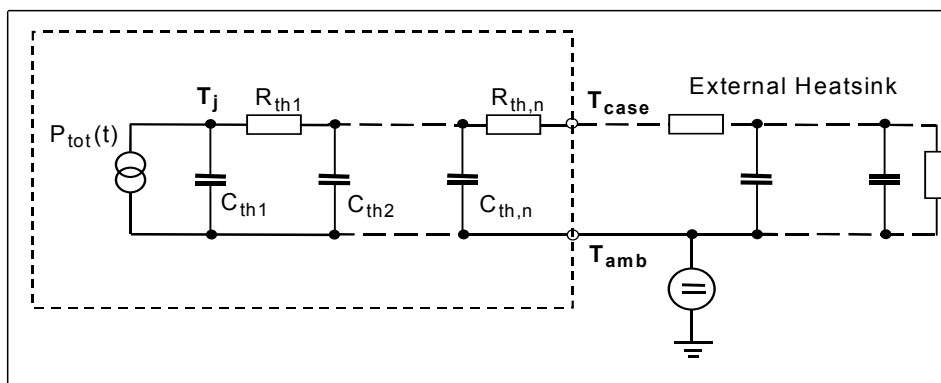 External Heatsink
T_j
R_th1
R_th,n
T_case
P_tot(t)
C_th1
C_th2
C_th,n
T_amb